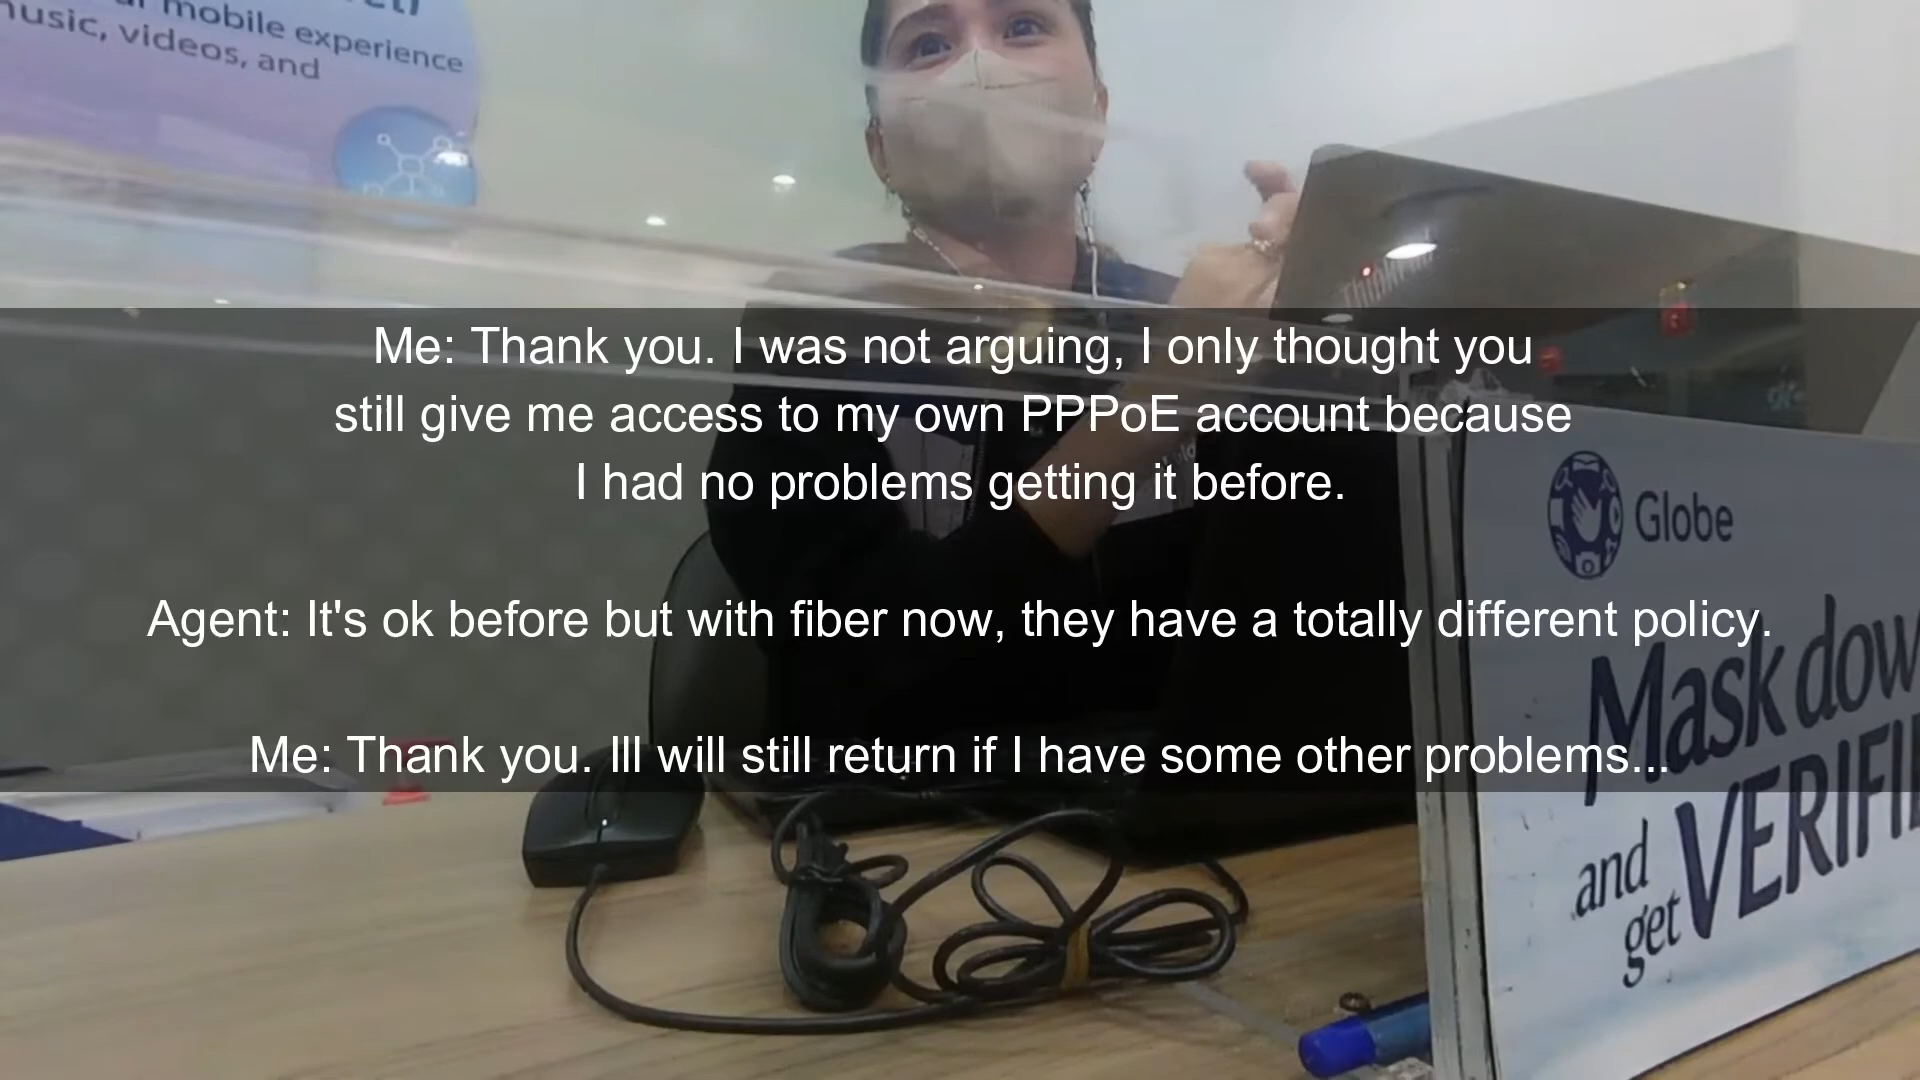 mobile experience
music, videos, and
ThinkPad
Me: Thank you. I was not arguing, I only thought you
still give me access to my own PPPoE account because
I had no problems getting it before.
Agent: It's ok before but with fiber now, they have a totally different policy.
Me: Thank you. Ill will still return if I have some other problems...
Globe
Mask dow
and
get VERIFI